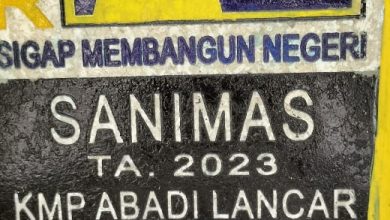 SIGAP MEMBANGUN NEGERI
SANIMAS
TA. 2023
KMP ABADI LANCAR